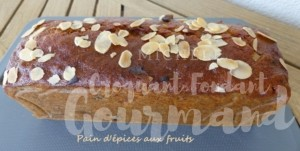 Croquant Fondant
Gourmand
Pain d'épices aux fruits